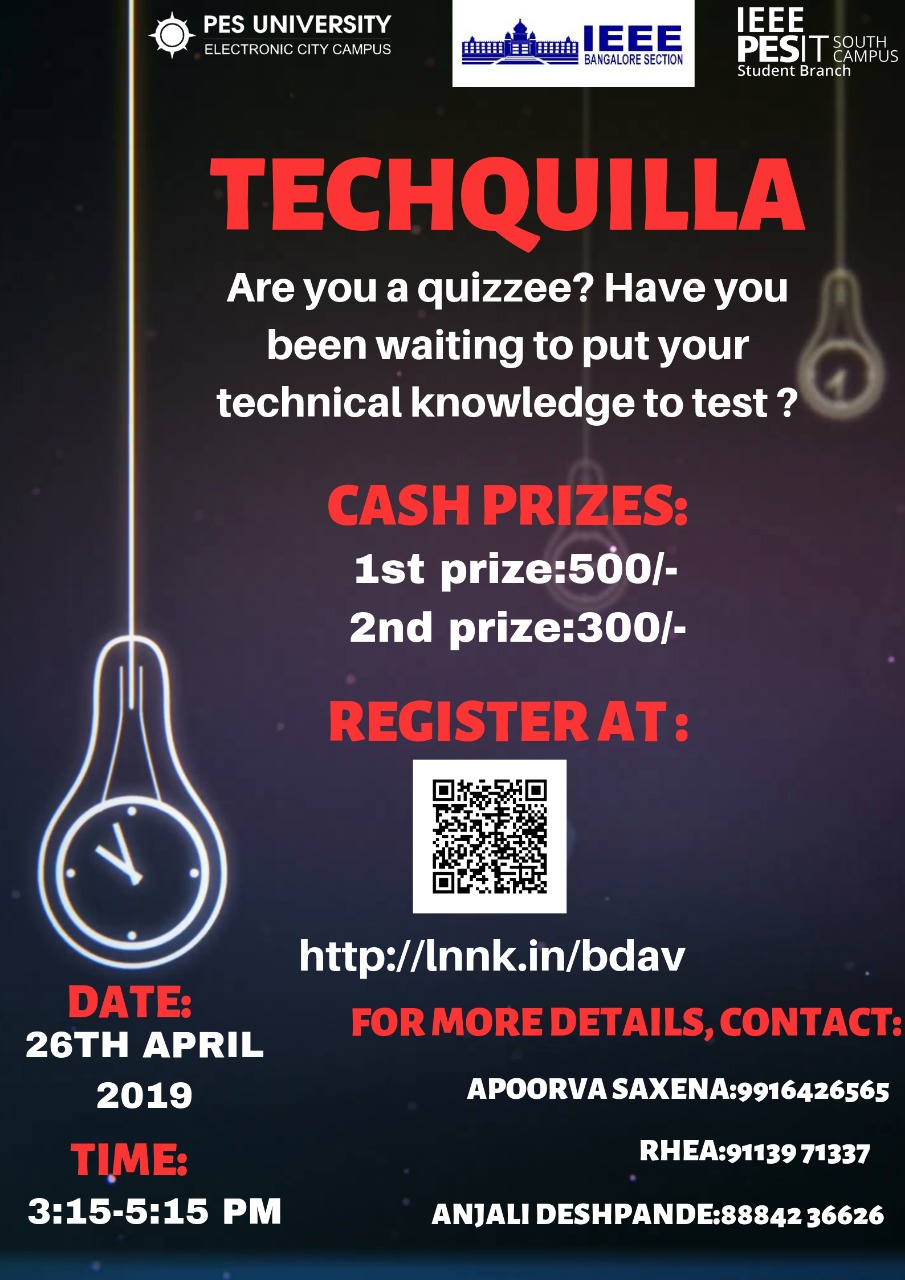 PES UNIVERSITY
ELECTRONIC CITY CAMPUS
IEEE
BANGALORE SECTION
IEEE
PESIT SOUTH CAMPUS
Student Branch
TECHQUILLA
Are you a quizzee? Have you
been waiting to put your
technical knowledge to test ?
CASH PRIZES:
1st prize:500/-
2nd prize:300/-
REGISTER AT :
http://lnnk.in/bdav
DATE:
26TH APRIL
2019
TIME:
3:15-5:15 PM
FOR MORE DETAILS, CONTACT:
APOORVA SAXENA:9916426565
RHEA:91139 71337
ANJALI DESHPANDE:88842 36626